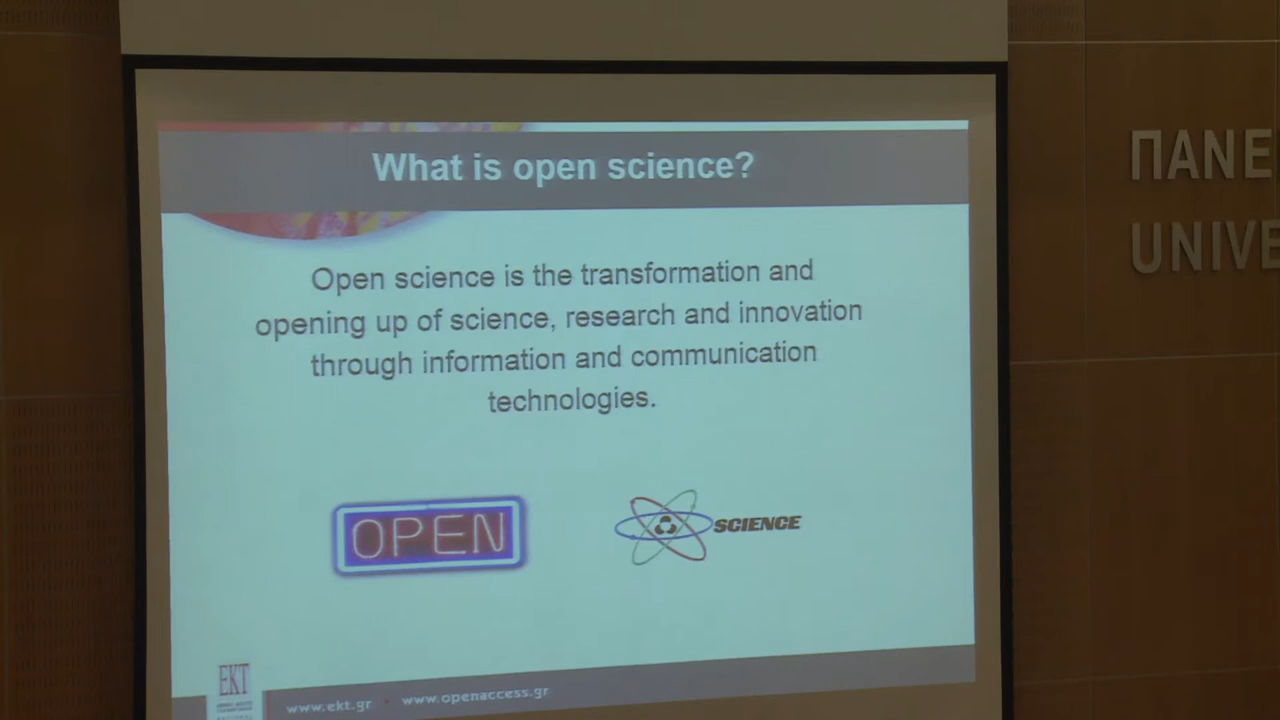 What is open science?
ΠΑΝΕ
UNIVE
Open science is the transformation and
opening up of science, research and innovation
through information and communication
technologies.
OPEN
SCIENCE
EKT
www.ekt.gr • www.openaccess.gr